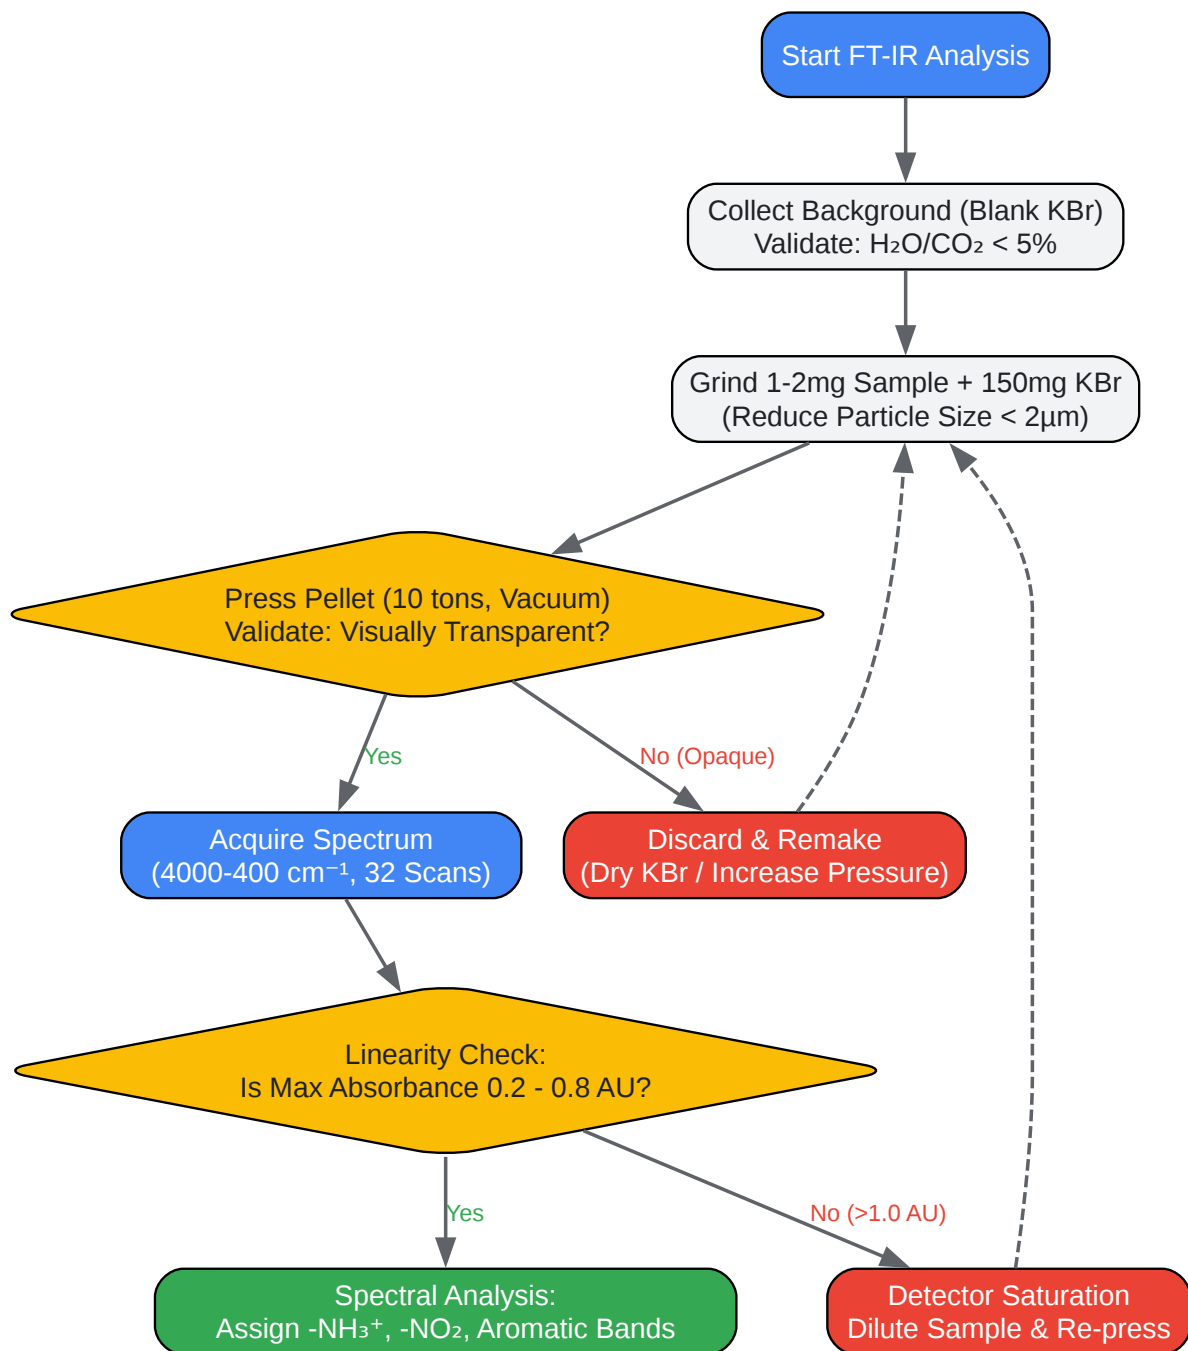 Start FT-IR Analysis
Collect Background (Blank KBr)
Validate: H₂O/CO₂ < 5%
Grind 1-2mg Sample + 150mg KBr
(Reduce Particle Size < 2µm)
Press Pellet (10 tons, Vacuum)
Validate: Visually Transparent?
Yes
No (Opaque)
Acquire Spectrum
(4000-400 cm⁻¹, 32 Scans)
Discard & Remake
(Dry KBr / Increase Pressure)
Linearity Check:
Is Max Absorbance 0.2 - 0.8 AU?
Yes
No (>1.0 AU)
Spectral Analysis:
Assign -NH₃⁺, -NO₂, Aromatic Bands
Detector Saturation
Dilute Sample & Re-press